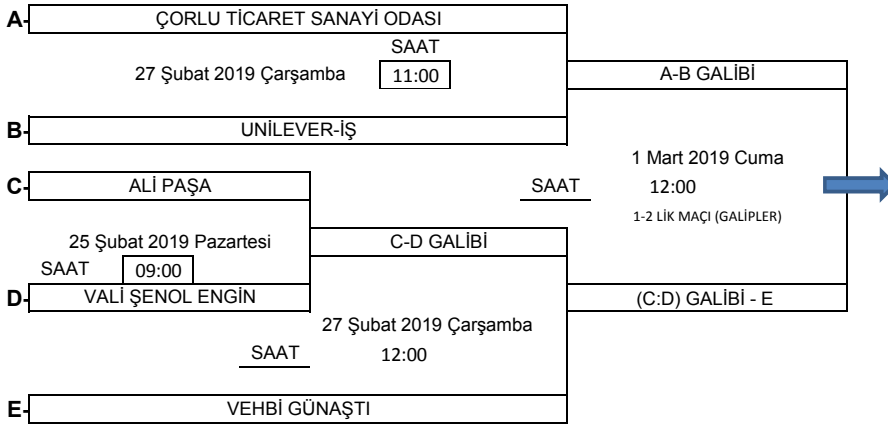 A- ÇORLU TİCARET SANAYİ ODASI
SAAT
27 Şubat 2019 Çarşamba 11:00 A-B GALİBİ
B- UNİLEVER-İŞ
1 Mart 2019 Cuma
C- ALİ PAŞA SAAT 12:00
1-2 LİK MAÇI (GALİPLER)
25 Şubat 2019 Pazartesi C-D GALİBİ
SAAT 09:00
D- VALİ ŞENOL ENGİN (C:D) GALİBİ - E
27 Şubat 2019 Çarşamba
SAAT 12:00
E- VEHBİ GÜNAŞTI